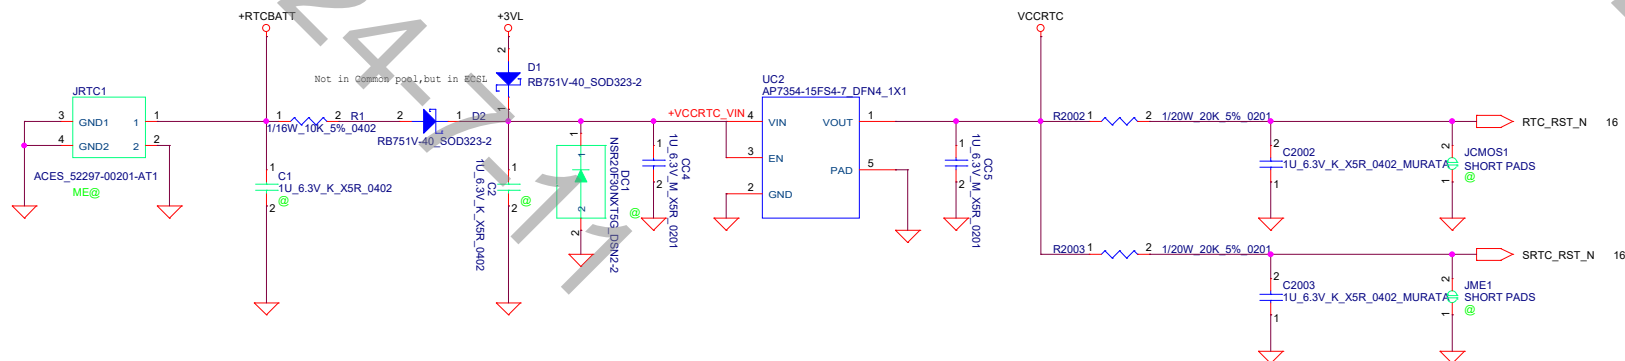 +RTCBATT
+3VL
VCCRTC
24-11
11
Not in Common pool,but in ECSL
2
D1
RB751V-40_SOD323-2
1
JRTC1
3
GND1
1
1
4
GND2
2
2
ACES_52297-00201-AT1
ME@
1
2
R1
1/16W_10K_5%_0402
2
1
D2
RB751V-40_SOD323-2
1
C1
1U_6.3V_K_X5R_0402
@
2
1
C2
1U_6.3V_K_X5R_0402
@
2
1
1
DC1
NSR20F30NXT5G_DSN2-2
2
2
@
1
CC4
1U_6.3V_M_X5R_0201
2
+VCCRTC_VIN
UC2
AP7354-15FS4-7_DFN4_1X1
4
VIN
VOUT
1
3
EN
PAD
5
2
GND
1
CC5
1U_6.3V_M_X5R_0201
2
R2002
1
2
1/20W_20K_5%_0201
RTC_RST_N
16
2
C2002
1U_6.3V_K_X5R_0402_MURATA
1
2
JCMOS1
SHORT PADS
@
1
R2003
1
2
1/20W_20K_5%_0201
SRTC_RST_N
16
2
C2003
1U_6.3V_K_X5R_0402_MURATA
1
2
JME1
SHORT PADS
@
1